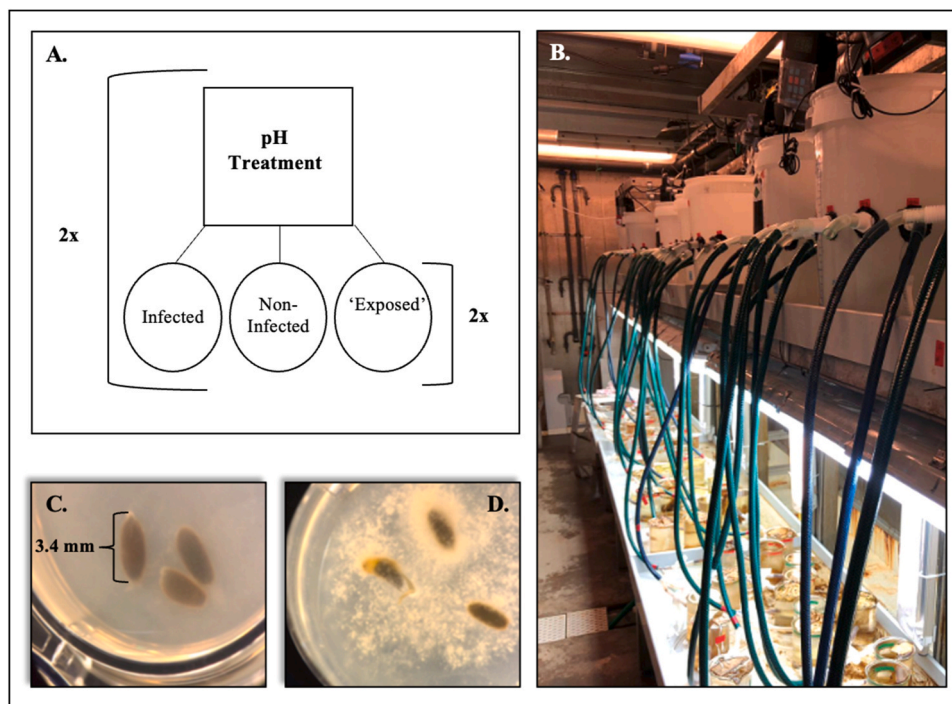 A.
pH
Treatment
2x
Infected
Non-
Infected
'Exposed'
2x
B.
C.
3.4 mm
D.